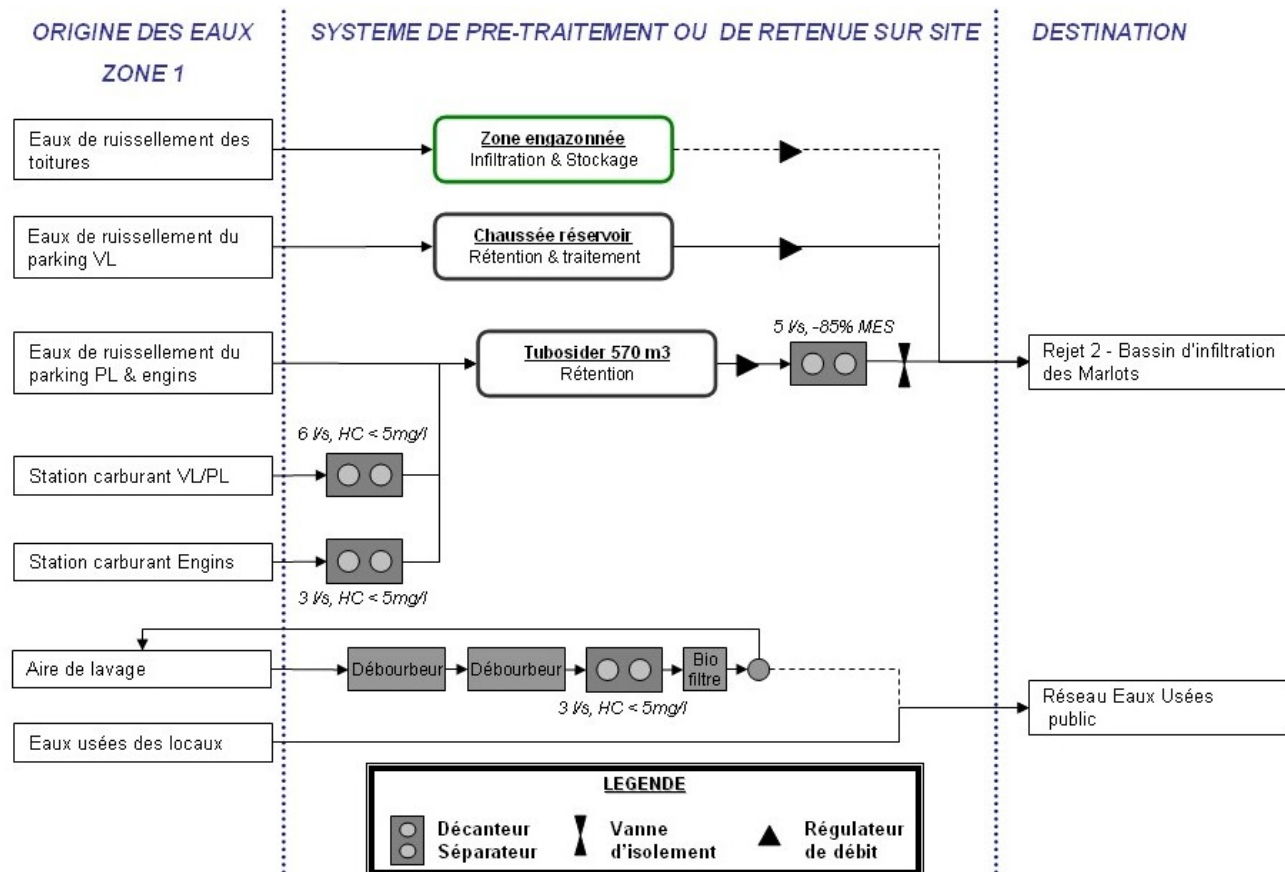 ORIGINE DES EAUX
ZONE 1
SYSTEME DE PRE-TRAITEMENT OU DE RETENUE SUR SITE
DESTINATION
Eaux de ruissellement des
toitures
Zone engazonnée
Infiltration & Stockage
Eaux de ruissellement du
parking VL
Chaussée réservoir
Rétention & traitement
Eaux de ruissellement du
parking PL & engins
Tubosider 570 m3
Rétention
5 l/s, -85% MES
Rejet 2 - Bassin d'infiltration
des Marlots
6 l/s, HC < 5mg/l
Station carburant VL/PL
Station carburant Engins
3 l/s, HC < 5mg/l
Aire de lavage
Débourbeur
Débourbeur
Bio
filtre
3 l/s, HC < 5mg/l
Réseau Eaux Usées
public
Eaux usées des locaux
LEGENDE
Décanteur
Séparateur
Vanne
d'isolement
Régulateur
de débit